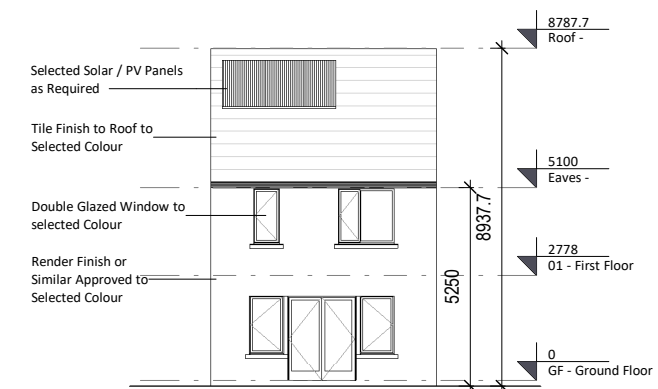 8787.7
Roof -
Selected Solar / PV Panels
as Required
Tile Finish to Roof to
Selected Colour
5100
Eaves -
Double Glazed Window to
selected Colour
8937.7
2778
01 - First Floor
Render Finish or
Similar Approved to
Selected Colour
5250
0
GF - Ground Floor